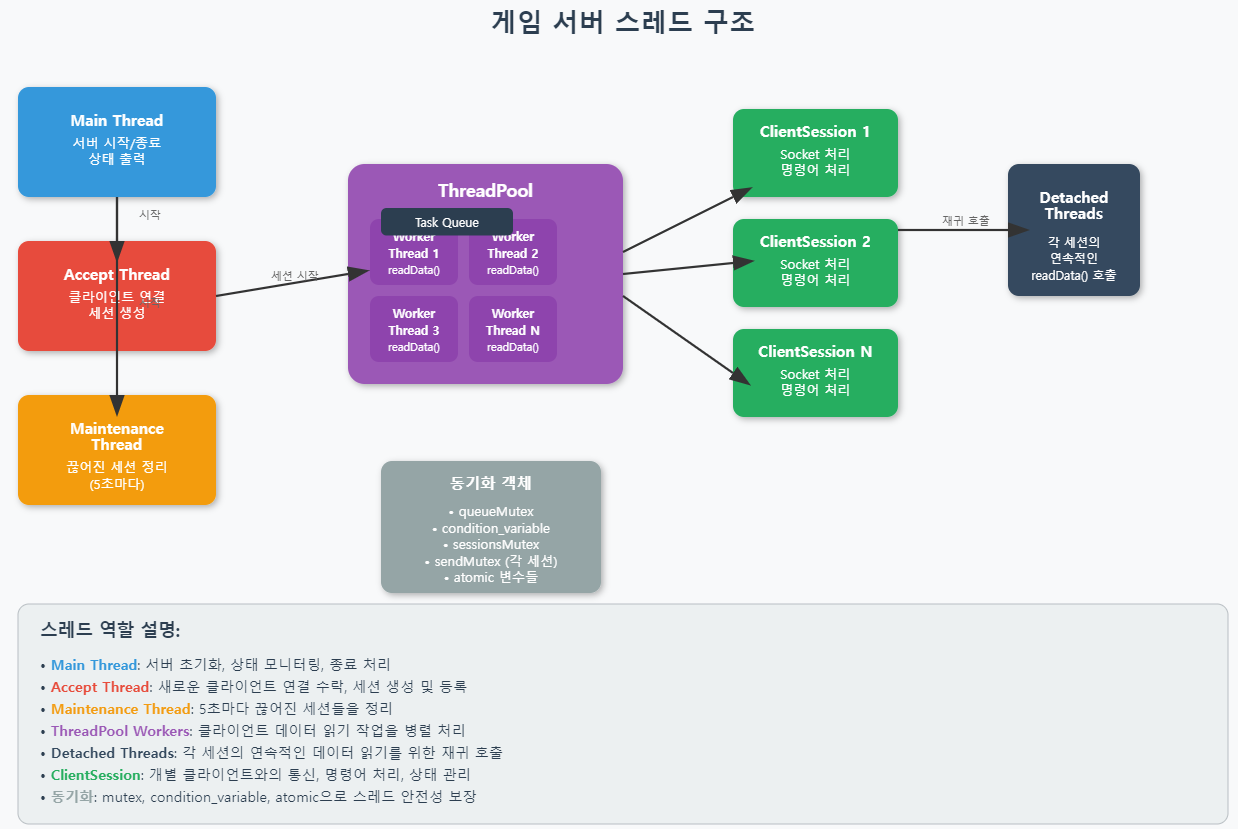 게임 서버 스레드 구조
Main Thread
서버 시작/종료
상태 출력
시작
Accept Thread
클라이언트 연결
세션 생성
세션 시작
Maintenance
Thread
끊어진 세션 정리
(5초마다)
ThreadPool
Task Queue
Worker
Thread 1
readData()
Worker
Thread 2
readData()
Worker
Thread 3
readData()
Worker
Thread N
readData()
ClientSession 1
Socket 처리
명령어 처리
ClientSession 2
Socket 처리
명령어 처리
ClientSession N
Socket 처리
명령어 처리
재귀 호출
Detached
Threads
각 세션의
연속적인
readData() 호출
동기화 객체
• queueMutex
• condition_variable
• sessionsMutex
• sendMutex (각 세션)
• atomic 변수들
스레드 역할 설명:
• Main Thread: 서버 초기화, 상태 모니터링, 종료 처리
• Accept Thread: 새로운 클라이언트 연결 수락, 세션 생성 및 등록
• Maintenance Thread: 5초마다 끊어진 세션들을 정리
• ThreadPool Workers: 클라이언트 데이터 읽기 작업을 병렬 처리
• Detached Threads: 각 세션의 연속적인 데이터 읽기를 위한 재귀 호출
• ClientSession: 개별 클라이언트와의 통신, 명령어 처리, 상태 관리
• 동기화: mutex, condition_variable, atomic으로 스레드 안전성 보장